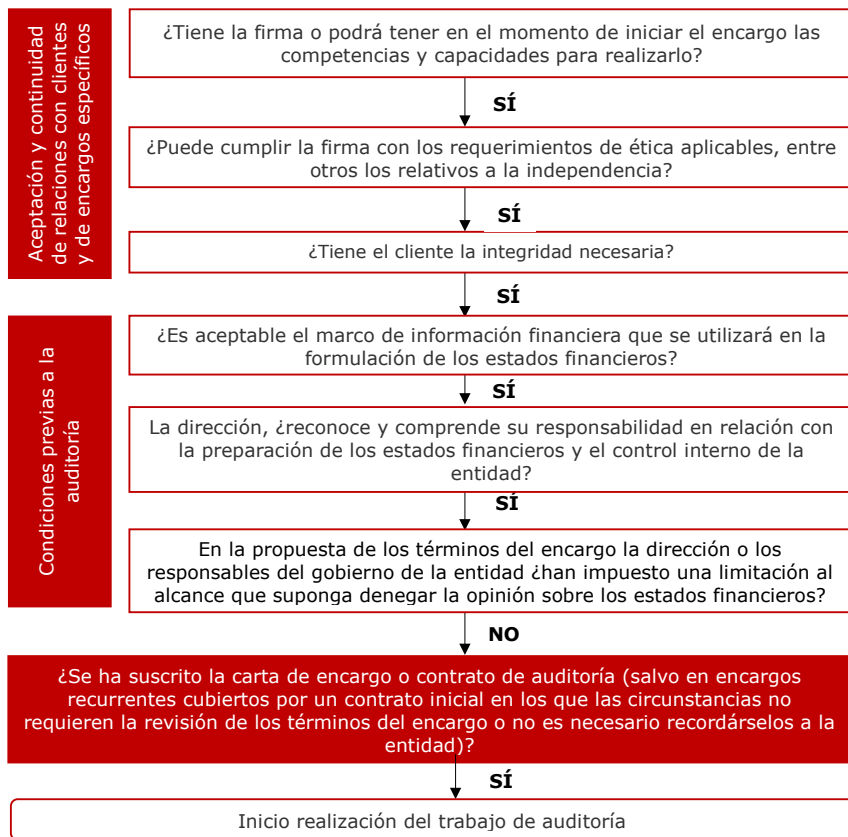 Aceptación y continuidad
de relaciones con clientes
y de encargos específicos
¿Tiene la firma o podrá tener en el momento de iniciar el encargo las
competencias y capacidades para realizarlo?
SÍ
¿Puede cumplir la firma con los requerimientos de ética aplicables, entre
otros los relativos a la independencia?
SÍ
¿Tiene el cliente la integridad necesaria?
SÍ
Condiciones previas a la
auditoría
¿Es aceptable el marco de información financiera que se utilizará en la
formulación de los estados financieros?
SÍ
La dirección, ¿reconoce y comprende su responsabilidad en relación con
la preparación de los estados financieros y el control interno de la
entidad?
SÍ
En la propuesta de los términos del encargo la dirección o los
responsables del gobierno de la entidad ¿han impuesto una limitación al
alcance que suponga denegar la opinión sobre los estados financieros?
NO
¿Se ha suscrito la carta de encargo o contrato de auditoría (salvo en encargos
recurrentes cubiertos por un contrato inicial en los que las circunstancias no
requieren la revisión de los términos del encargo o no es necesario recordárselos a la
entidad)?
SÍ
Inicio realización del trabajo de auditoría